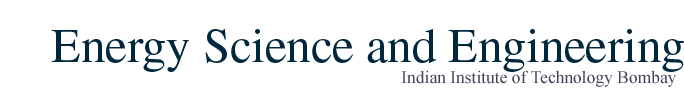 Energy Science and Engineering
Indian Institute of Technology Bombay